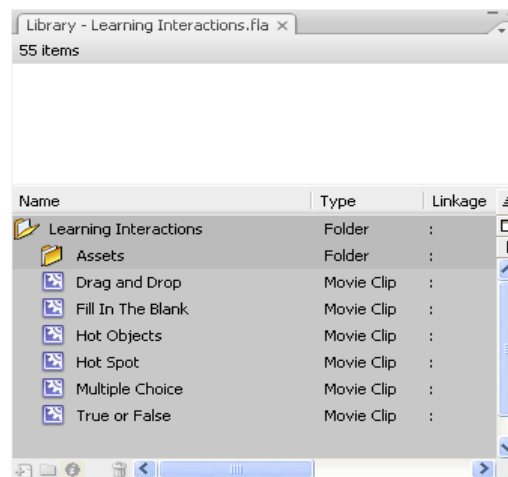 Library - Learning Interactions.fla ×
55 items
Name Type Linkage
Learning Interactions Folder :
Assets Folder :
Drag and Drop Movie Clip :
Fill In The Blank Movie Clip :
Hot Objects Movie Clip :
Hot Spot Movie Clip :
Multiple Choice Movie Clip :
True or False Movie Clip :